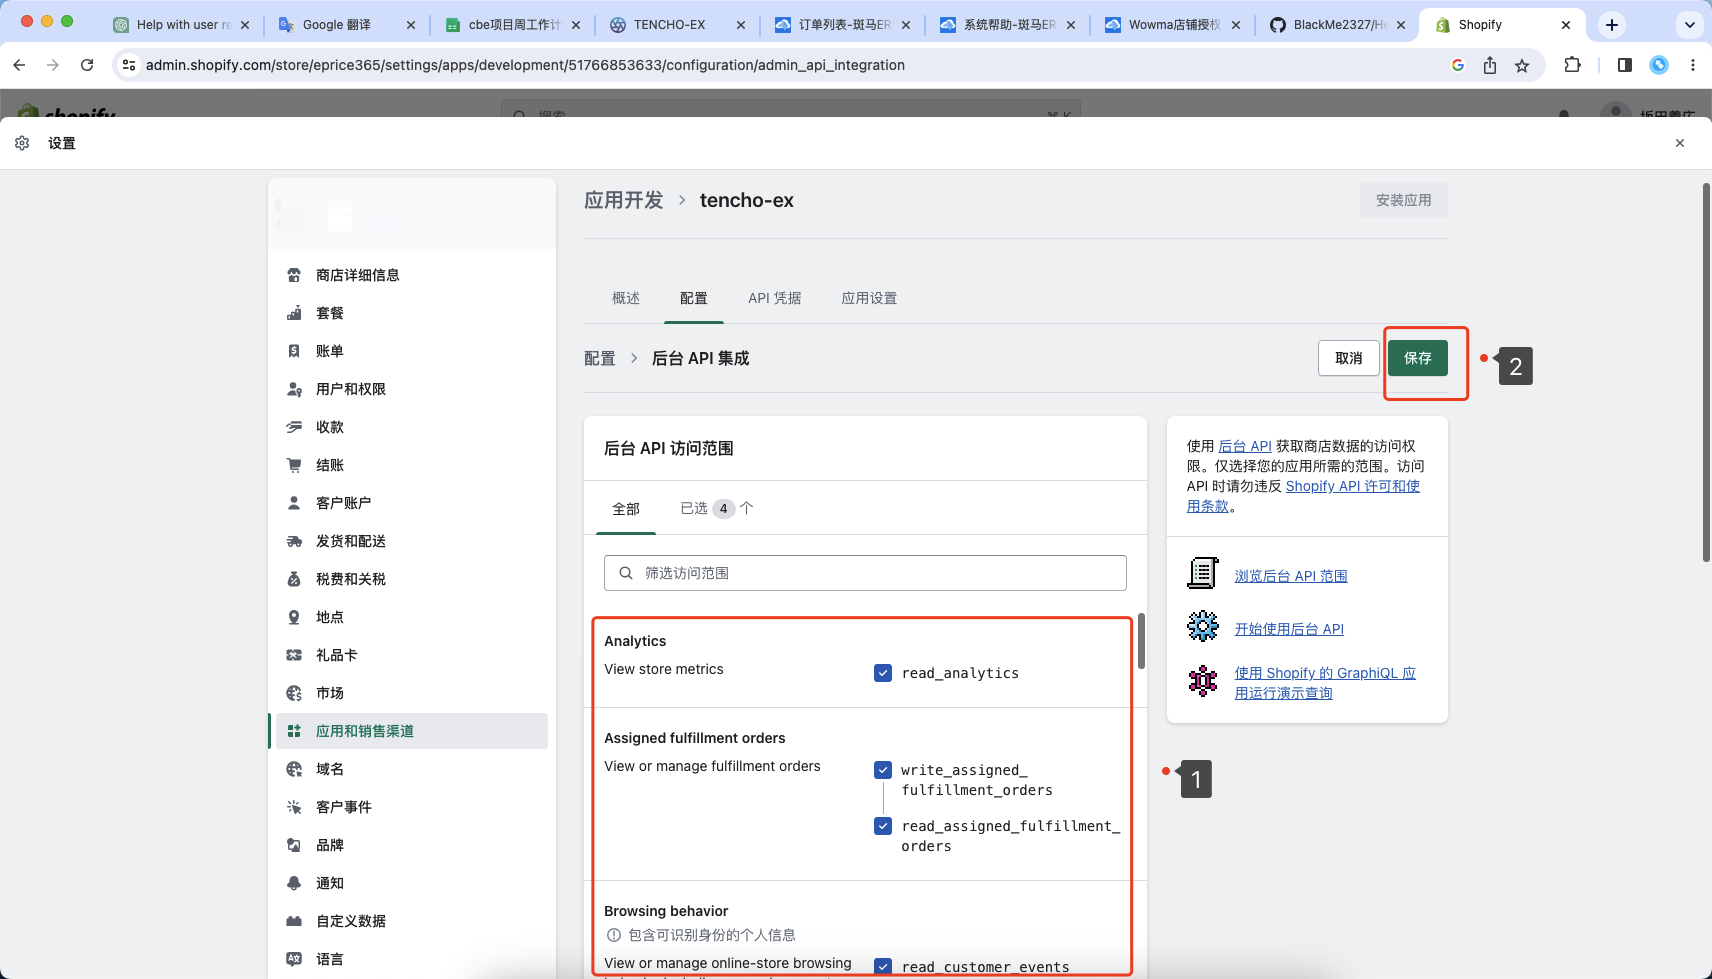 Help with user re
Google 翻译
cbe项目周工作计
TENCHO-EX
订单列表-斑马ER
系统帮助-斑马ER
Wowma店铺授权
BlackMe2327/He
Shopify
admin.shopify.com/store/eprice365/settings/apps/development/51766853633/configuration/admin_api_integration
shopify
搜索
⌘ K
设置
应用开发
tencho-ex
安装应用
商店详细信息
套餐
账单
用户和权限
收款
结账
客户账户
发货和配送
税费和关税
地点
礼品卡
市场
应用和销售渠道
域名
客户事件
品牌
通知
自定义数据
语言
概述
配置
API 凭据
应用设置
配置
后台 API 集成
取消
保存
2
后台 API 访问范围
全部
已选 4 个
筛选访问范围
Analytics
View store metrics
read_analytics
Assigned fulfillment orders
View or manage fulfillment orders
write_assigned_
fulfillment_orders
read_assigned_fulfillment_
orders
1
Browsing behavior
包含可识别身份的个人信息
View or manage online-store browsing
read_customer_events
使用 后台 API 获取商店数据的访问权
限。仅选择您的应用所需的范围。访问
API 时请勿违反 Shopify API 许可和使
用条款。
浏览后台 API 范围
开始使用后台 API
使用 Shopify 的 GraphiQL 应
用运行演示查询